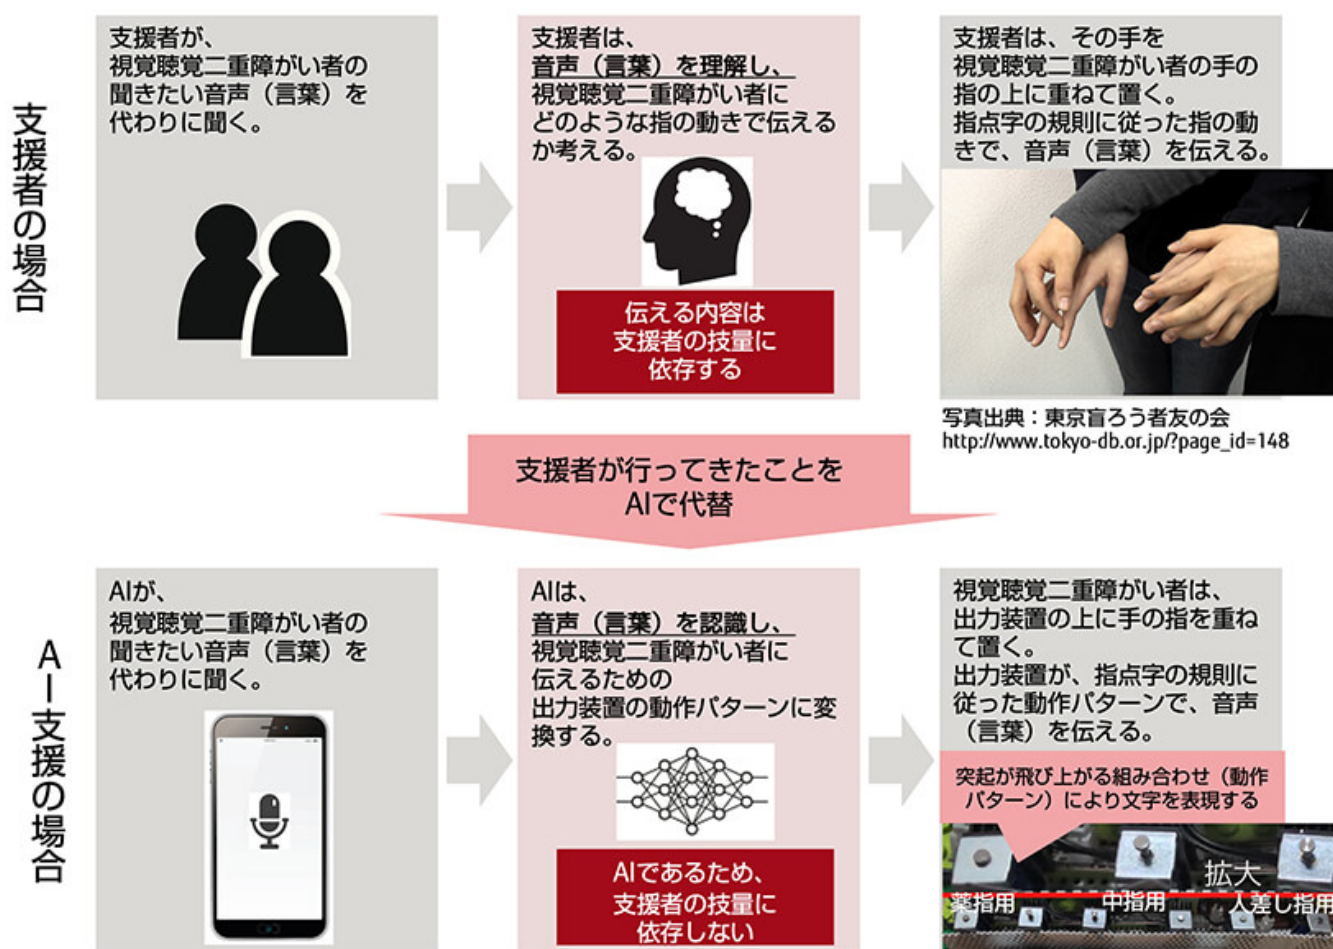 支援者の場合
支援者が、
視覚聴覚二重障がい者の
聞きたい音声（言葉）を
代わりに聞く。
支援者は、
音声（言葉）を理解し、
視覚聴覚二重障がい者に
どのような指の動きで伝える
か考える。
伝える内容は
支援者の技量に
依存する
支援者は、その手を
視覚聴覚二重障がい者の手の
指の上に重ねて置く。
指点字の規則に従った指の動
きで、音声（言葉）を伝える。
写真出典：東京盲ろう者友の会
http://www.tokyo-db.or.jp/?page_id=148
支援者が行ってきたことを
AIで代替
AI支援の場合
AIが、
視覚聴覚二重障がい者の
聞きたい音声（言葉）を
代わりに聞く。
AIは、
音声（言葉）を認識し、
視覚聴覚二重障がい者に
伝えるための
出力装置の動作パターンに変
換する。
AIであるため、
支援者の技量に
依存しない
視覚聴覚二重障がい者は、
出力装置の上に手の指を重ね
て置く。
出力装置が、指点字の規則に
従った動作パターンで、音声
（言葉）を伝える。
突起が飛び上がる組み合わせ（動作
パターン）により文字を表現する
拡大
薬指用 中指用 人差し指用